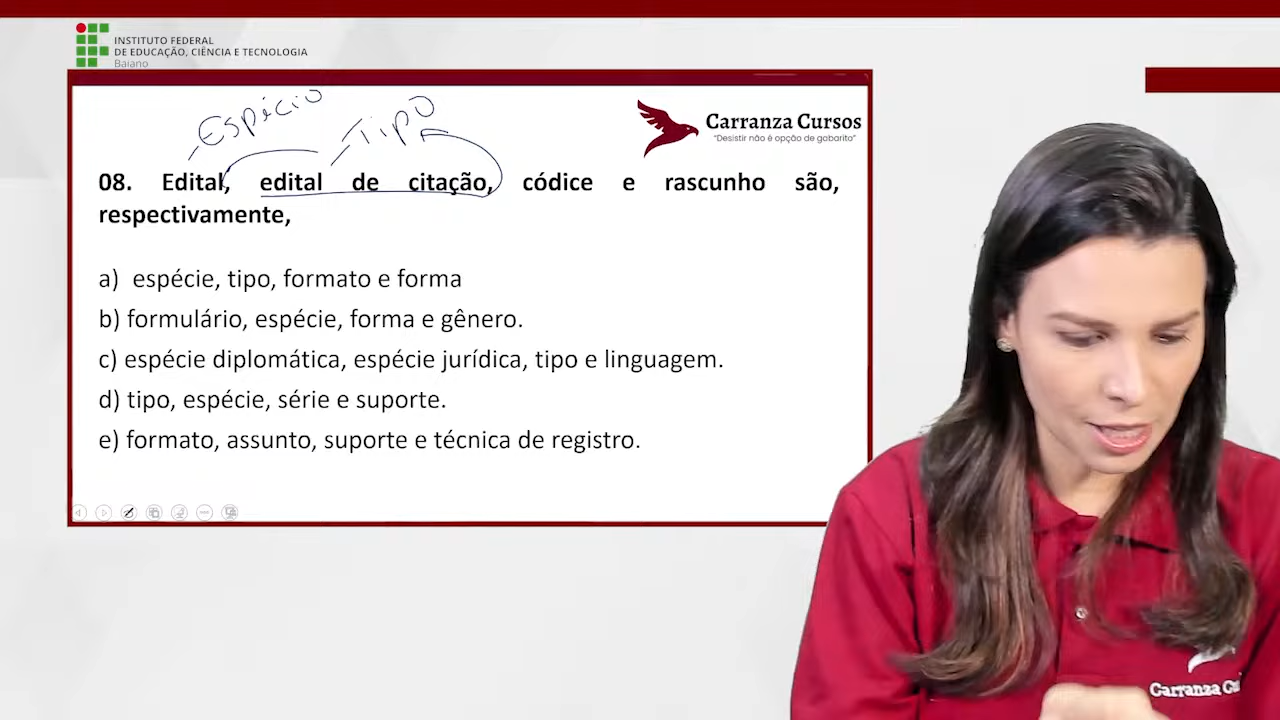 INSTITUTO FEDERAL
DE EDUCAÇÃO, CIÊNCIA E TECNOLOGIA
Baiano
Espécie
Tipo
Carranza Cursos
"Desistir não é opção de gabarito"
08. Edital, edital de citação, códice e rascunho são,
respectivamente,
a) espécie, tipo, formato e forma
b) formulário, espécie, forma e gênero.
c) espécie diplomática, espécie jurídica, tipo e linguagem.
d) tipo, espécie, série e suporte.
e) formato, assunto, suporte e técnica de registro.
Carranza